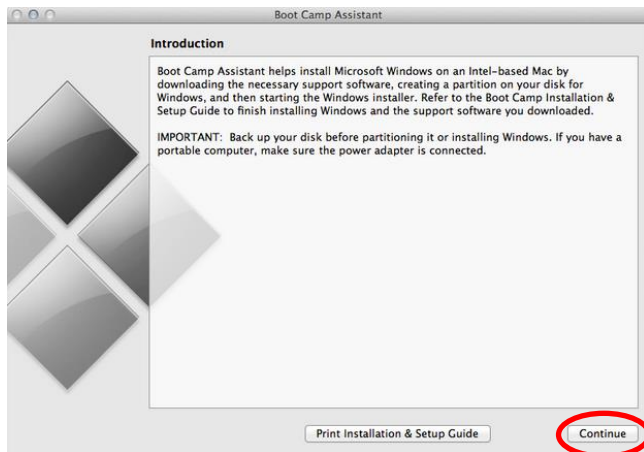 Boot Camp Assistant
Introduction
Boot Camp Assistant helps install Microsoft Windows on an Intel-based Mac by
downloading the necessary support software, creating a partition on your disk for
Windows, and then starting the Windows installer. Refer to the Boot Camp Installation &
Setup Guide to finish installing Windows and the support software you downloaded.
IMPORTANT: Back up your disk before partitioning it or installing Windows. If you have a
portable computer, make sure the power adapter is connected.
Print Installation & Setup Guide
Continue